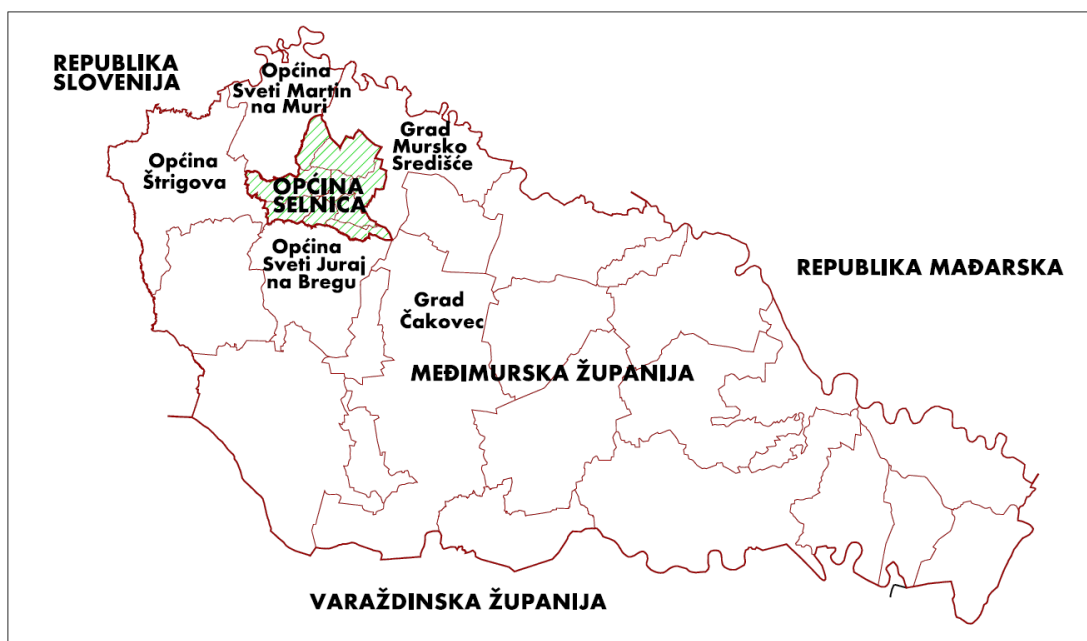 REPUBLIKA
SLOVENIJA
Općina
Sveti Martin
na Muri
Grad
Mursko
Središće
Općina
Štrigova
OPĆINA
SELNICA
Općina
Sveti Juraj
na Bregu
REPUBLIKA MAĐARSKA
Grad
Čakovec
MEĐIMURSKA ŽUPANIJA
VARAŽDINSKA ŽUPANIJA